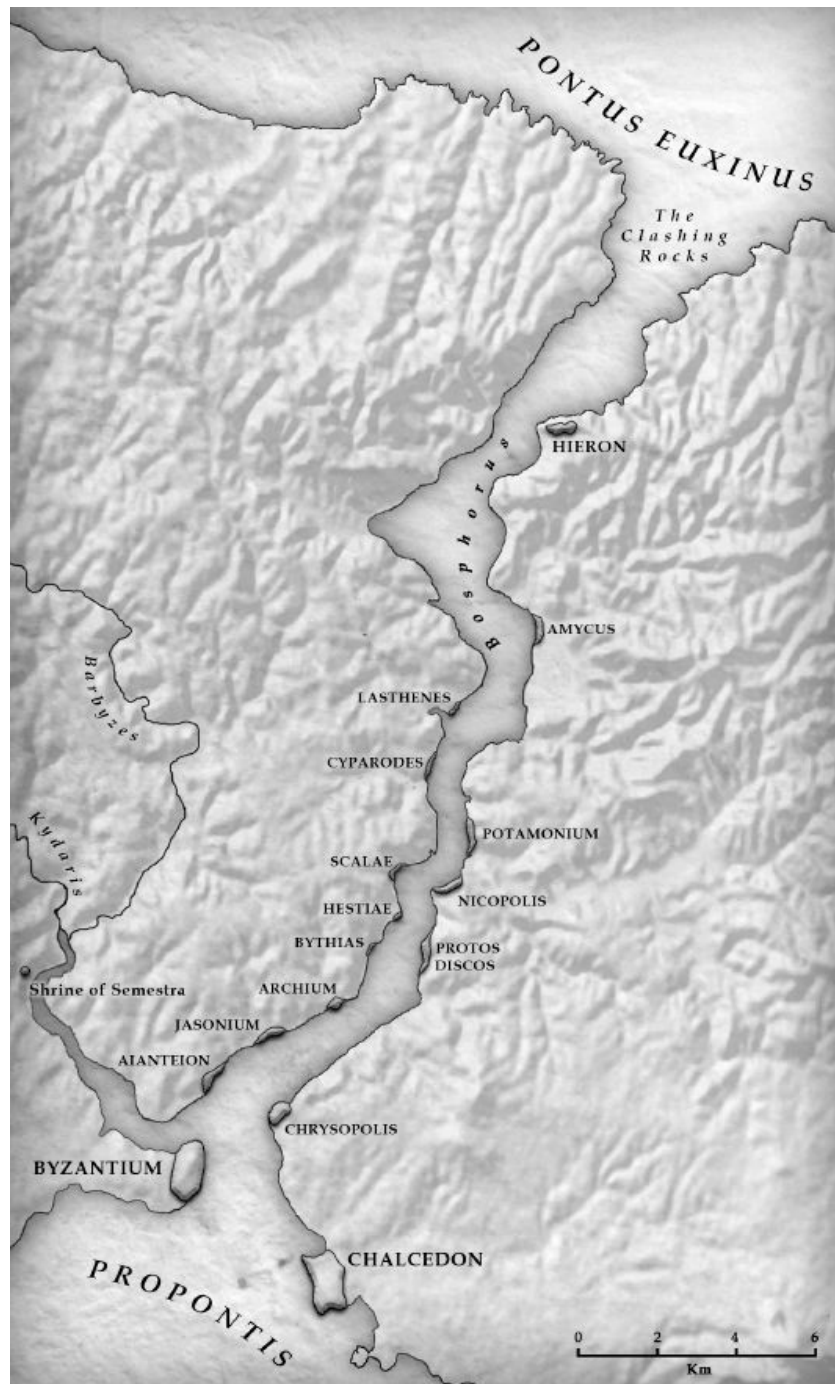 PONTUS EUXINUS
The
Clashing
Rocks
HIERON
Bosphorus
AMYCUS
Barbyzes
LASTHENES
CYPARODES
Kydaris
POTAMONIUM
SCALAE
NICOPOLIS
HESTIAE
BYTHIAS
PROTOS
DISCOS
Shrine of Semestra
ARCHIUM
JASONIUM
AIANTEION
CHRYSOPOLIS
BYZANTIUM
CHALCEDON
PROPONTIS
0 2 4 6
Km